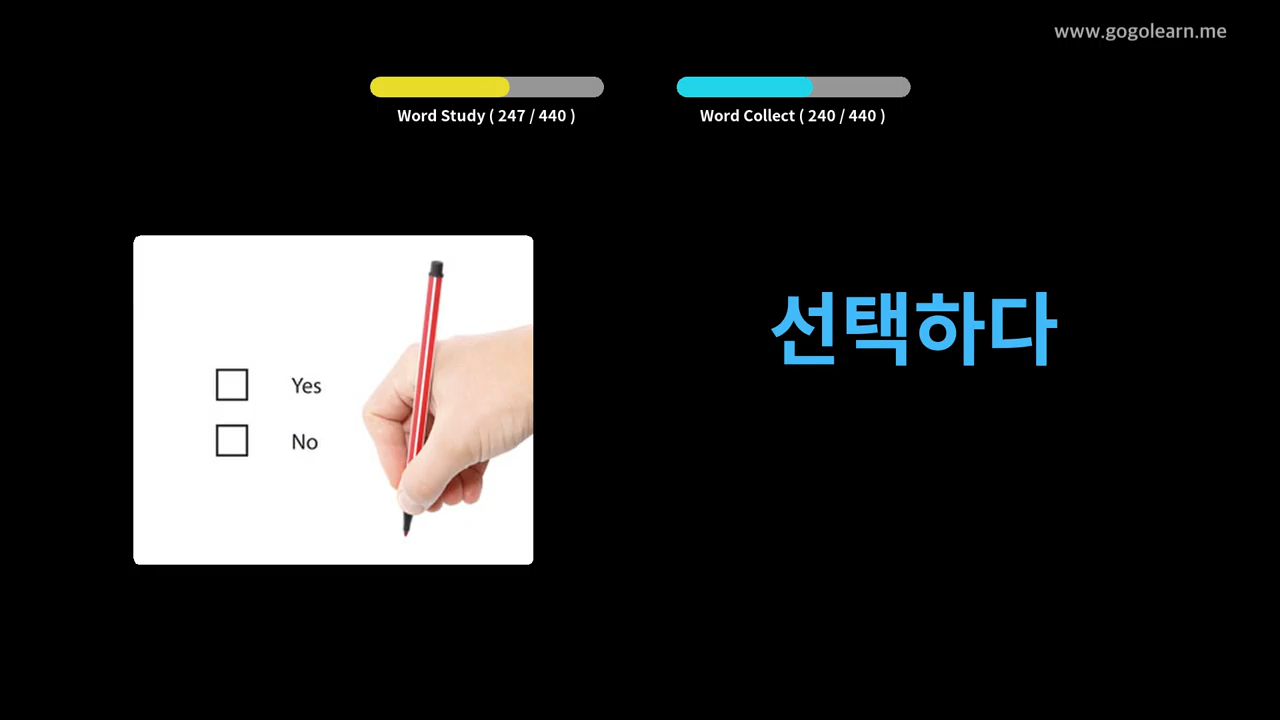 www.gogolearn.me
Word Study ( 247 / 440 )
Word Collect ( 240 / 440 )
선택하다
Yes
No